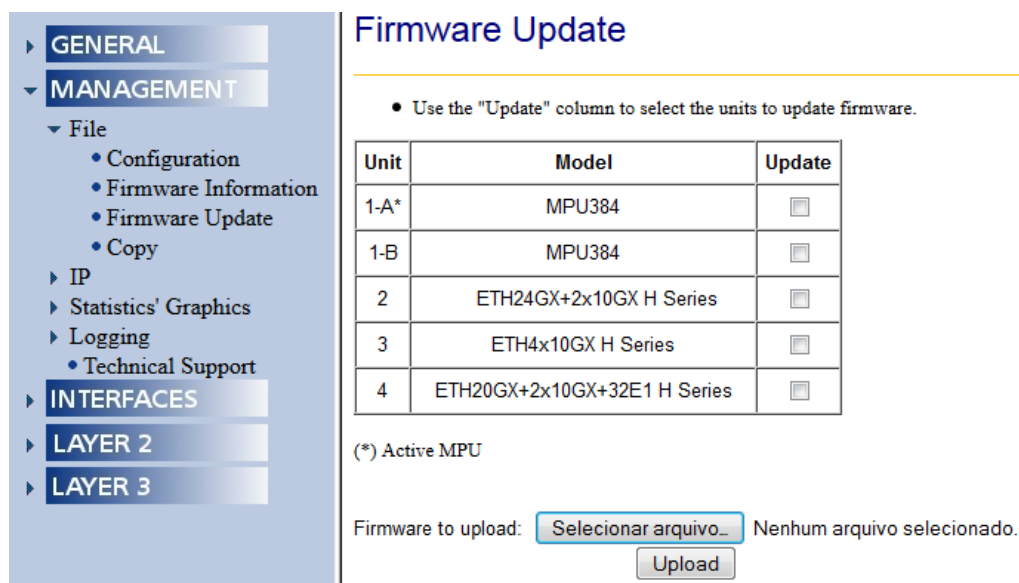 GENERAL
MANAGEMENT
File
Configuration
Firmware Information
Firmware Update
Copy
IP
Statistics' Graphics
Logging
Technical Support
INTERFACES
LAYER 2
LAYER 3
Firmware Update
Use the "Update" column to select the units to update firmware.
Unit Model Update
1-A* MPU384
1-B MPU384
2 ETH24GX+2x10GX H Series
3 ETH4x10GX H Series
4 ETH20GX+2x10GX+32E1 H Series
(*) Active MPU
Firmware to upload: Selecionar arquivo... Nenhum arquivo selecionado.
Upload